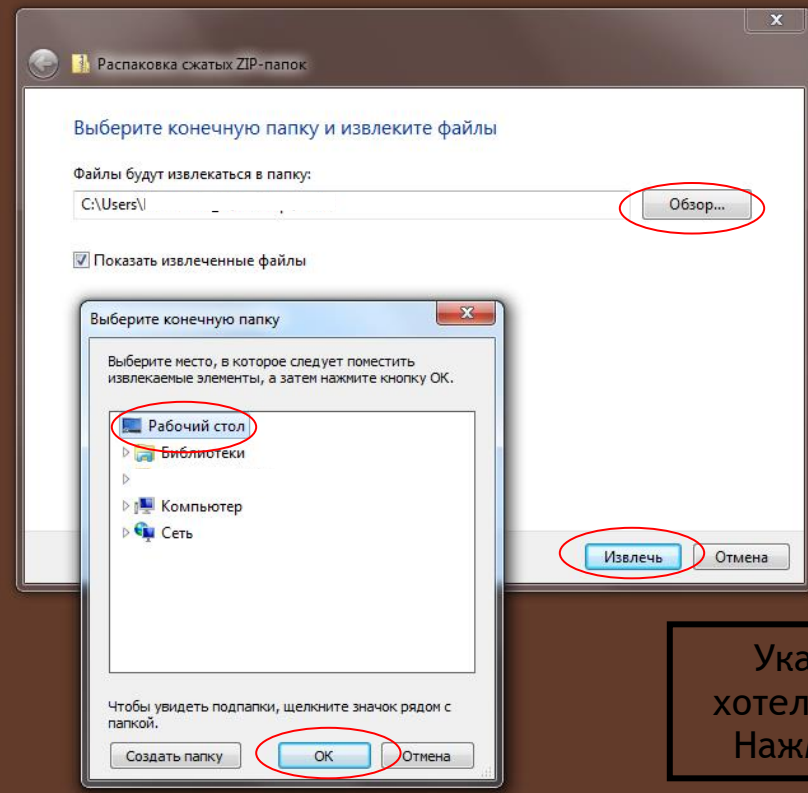 x
Распаковка сжатых ZIP-папок
Выберите конечную папку и извлеките файлы
Файлы будут извлекаться в папку:
C:\Users\
Обзор...
Показать извлеченные файлы
Выберите конечную папку
x
Выберите место, в которое следует поместить
извлекаемые элементы, а затем нажмите кнопку ОК.
Рабочий стол
Библиотеки
Компьютер
Сеть
Извлечь
Отмена
Чтобы увидеть подпапки, щелкните значок рядом с
папкой.
Создать папку
ОК
Отмена
Ука
хотел